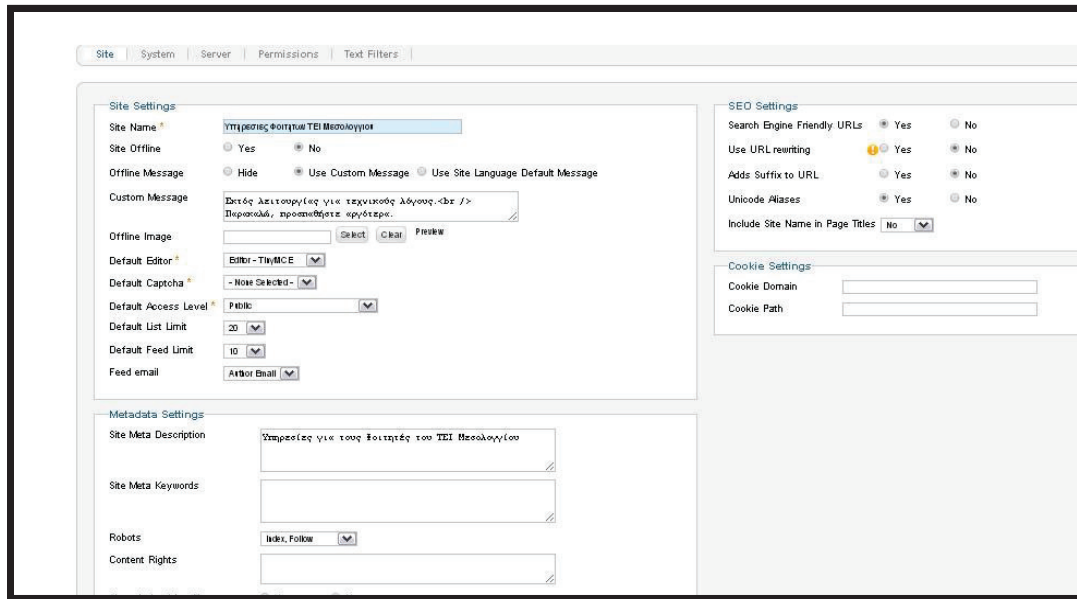 Site System Server Permissions Text Filters
Site Settings
Site Name * Υπηρεσιες Φοιτητων ΤΕΙ Μεσολογγιου
Site Offline Yes No
Offline Message Hide Use Custom Message Use Site Language Default Message
Custom Message Εκτός λειτουργίας για τεχνικούς λόγους.<br />
Παρακαλώ, προσπαθήστε αργότερα.
Offline Image Select Clear Preview
Default Editor * Editor - TinyMCE
Default Captcha * - None Selected -
Default Access Level * Public
Default List Limit 20
Default Feed Limit 10
Feed email Author Email
Metadata Settings
Site Meta Description Υπηρεσίες για τους Φοιτητές του ΤΕΙ Μεσολογγίου
Site Meta Keywords
Robots Index, Follow
Content Rights
SEO Settings
Search Engine Friendly URLs Yes No
Use URL rewriting Yes No
Adds Suffix to URL Yes No
Unicode Aliases Yes No
Include Site Name in Page Titles No
Cookie Settings
Cookie Domain
Cookie Path